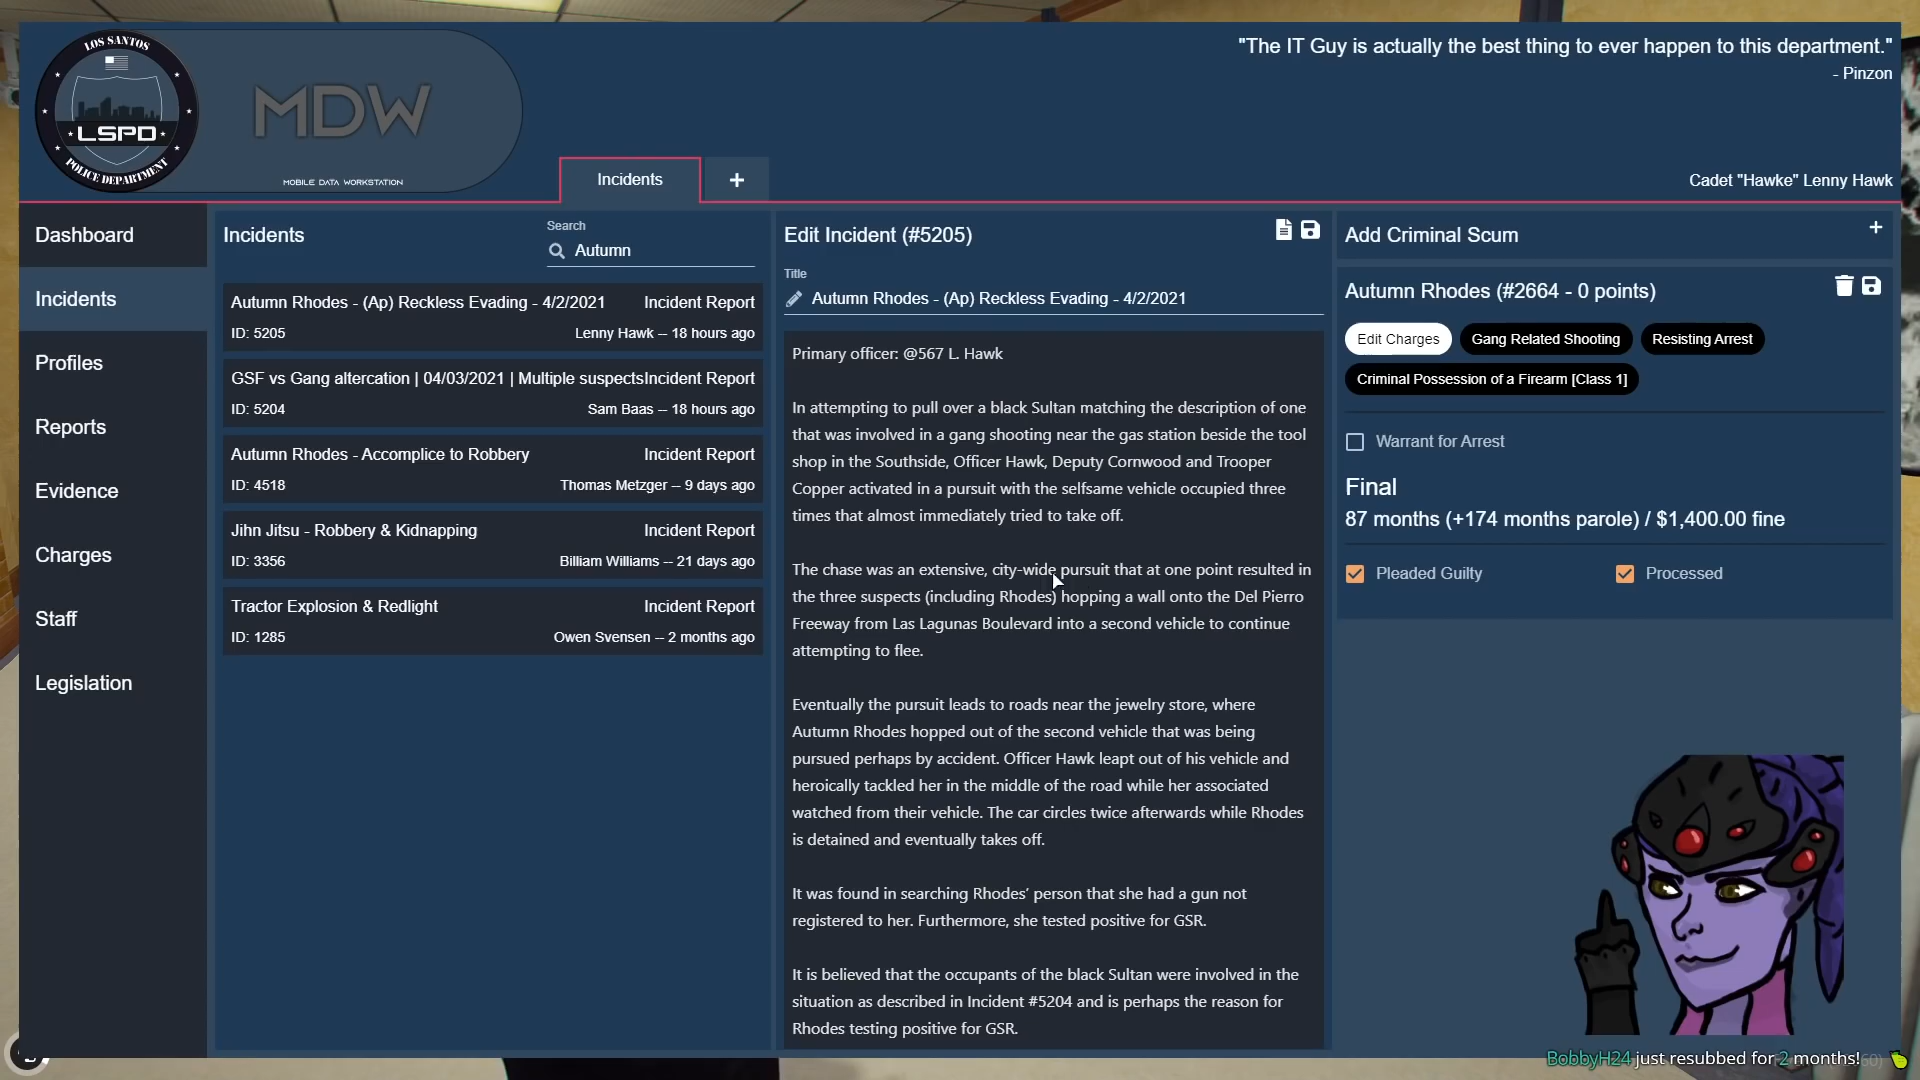 LOS SANTOS
LSPD
POLICE DEPARTMENT
MDW
MOBILE DATA WORKSTATION
"The IT Guy is actually the best thing to ever happen to this department."
- Pinzon
Incidents
+
Cadet "Hawke" Lenny Hawk
Dashboard
Incidents
Profiles
Reports
Evidence
Charges
Staff
Legislation
Incidents
Search
Autumn
Autumn Rhodes - (Ap) Reckless Evading - 4/2/2021 Incident Report
ID: 5205 Lenny Hawk -- 18 hours ago
GSF vs Gang altercation | 04/03/2021 | Multiple suspects Incident Report
ID: 5204 Sam Baas -- 18 hours ago
Autumn Rhodes - Accomplice to Robbery Incident Report
ID: 4518 Thomas Metzger -- 9 days ago
Jihn Jitsu - Robbery & Kidnapping Incident Report
ID: 3356 Billiam Williams -- 21 days ago
Tractor Explosion & Redlight Incident Report
ID: 1285 Owen Svensen -- 2 months ago
Edit Incident (#5205)
Title
Autumn Rhodes - (Ap) Reckless Evading - 4/2/2021
Primary officer: @567 L. Hawk
In attempting to pull over a black Sultan matching the description of one
that was involved in a gang shooting near the gas station beside the tool
shop in the Southside, Officer Hawk, Deputy Cornwood and Trooper
Copper activated in a pursuit with the selfsame vehicle occupied three
times that almost immediately tried to take off.
The chase was an extensive, city-wide pursuit that at one point resulted in
the three suspects (including Rhodes) hopping a wall onto the Del Pierro
Freeway from Las Lagunas Boulevard into a second vehicle to continue
attempting to flee.
Eventually the pursuit leads to roads near the jewelry store, where
Autumn Rhodes hopped out of the second vehicle that was being
pursued perhaps by accident. Officer Hawk leapt out of his vehicle and
heroically tackled her in the middle of the road while her associated
watched from their vehicle. The car circles twice afterwards while Rhodes
is detained and eventually takes off.
It was found in searching Rhodes' person that she had a gun not
registered to her. Furthermore, she tested positive for GSR.
It is believed that the occupants of the black Sultan were involved in the
situation as described in Incident #5204 and is perhaps the reason for
Rhodes testing positive for GSR.
Add Criminal Scum
+
Autumn Rhodes (#2664 - 0 points)
Edit Charges Gang Related Shooting Resisting Arrest
Criminal Possession of a Firearm [Class 1]
Warrant for Arrest
Final
87 months (+174 months parole) / $1,400.00 fine
Pleaded Guilty Processed
BobbyH24 just resubbed for 2 months!